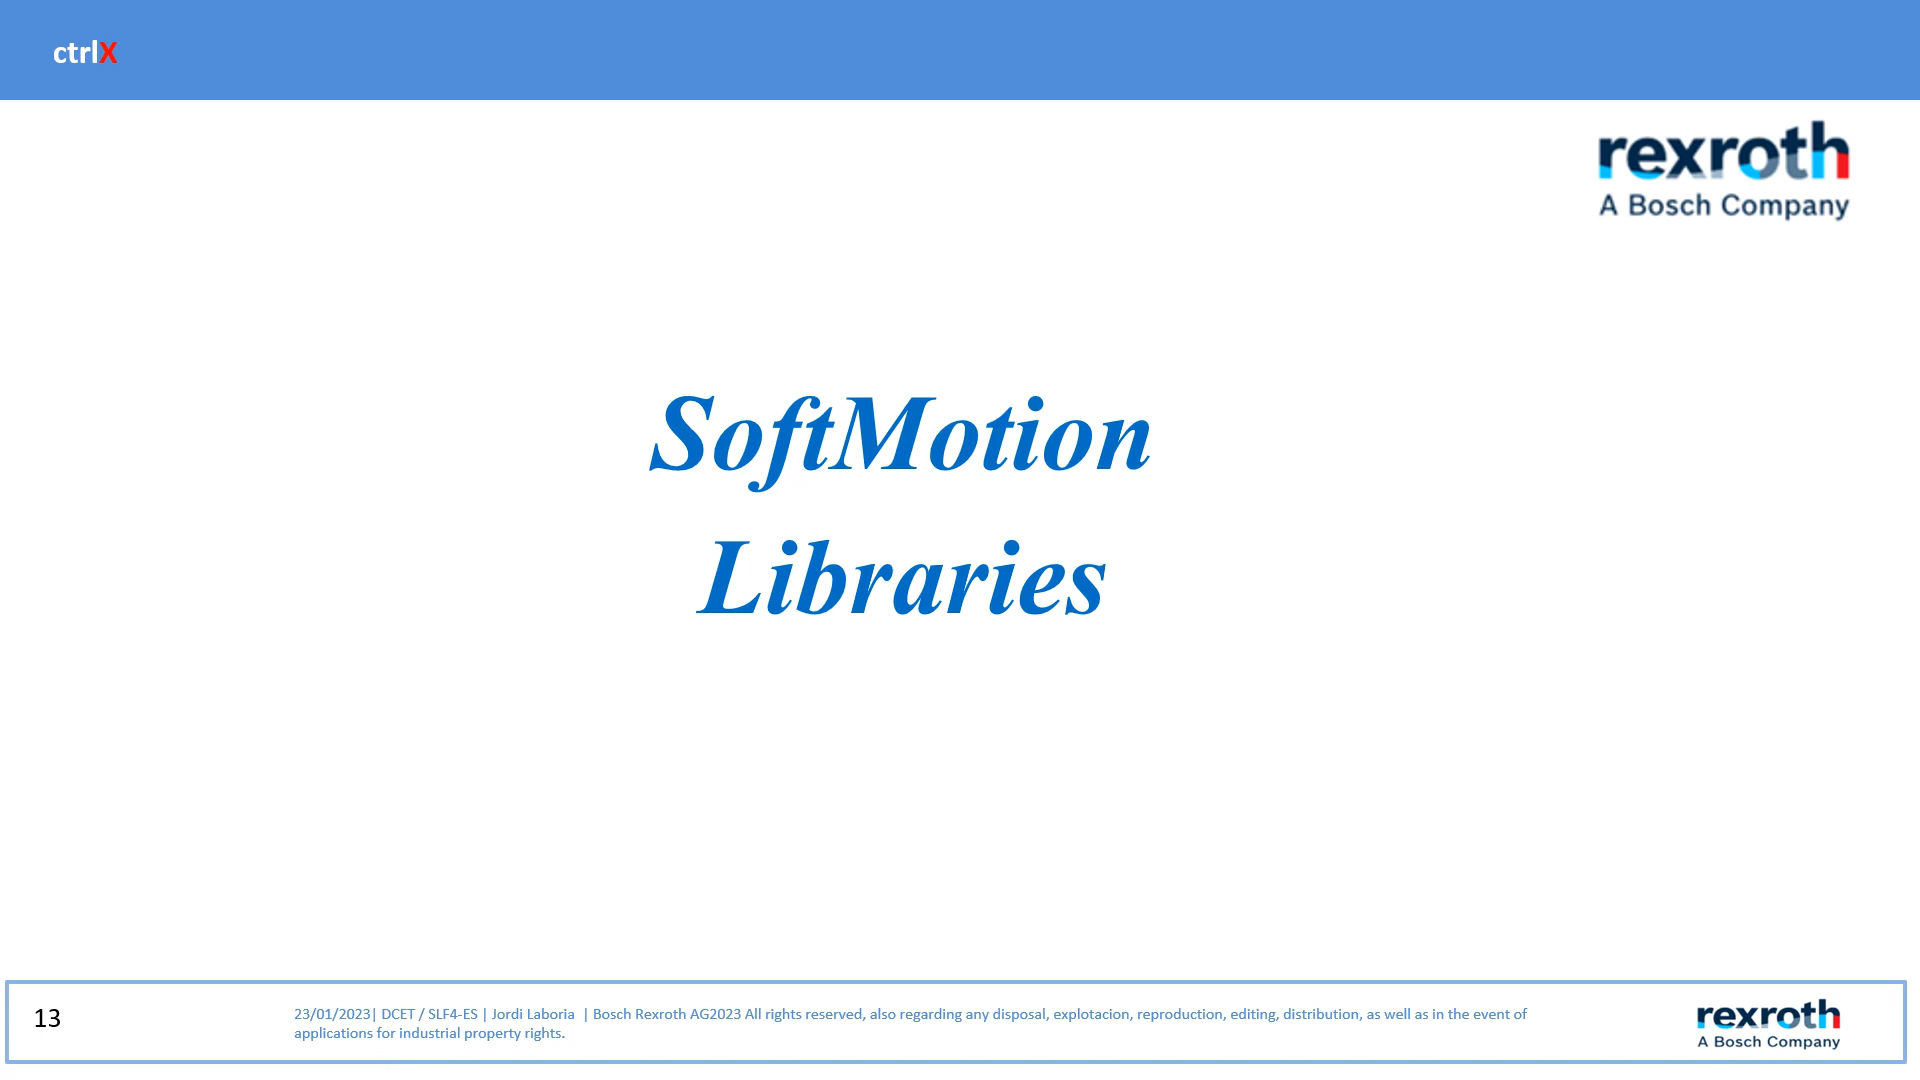 ctrlX
rexroth
A Bosch Company
SoftMotion
Libraries
13
23/01/2023| DCET / SLF4-ES | Jordi Laboria | Bosch Rexroth AG2023 All rights reserved, also regarding any disposal, explotacion, reproduction, editing, distribution, as well as in the event of
applications for industrial property rights.
rexroth
A Bosch Company